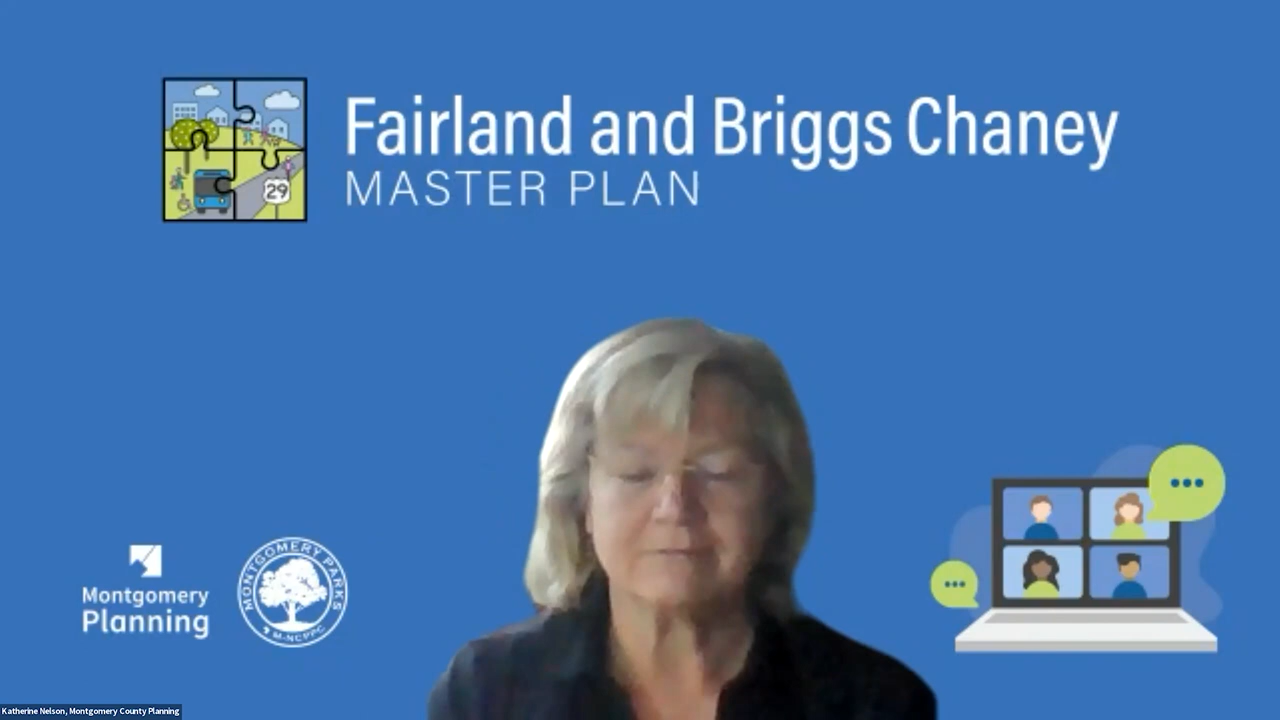 Fairland and Briggs Chaney
MASTER PLAN
29
Montgomery
Planning
MONTGOMERY PARKS
M-NCPPC
Katherine Nelson, Montgomery County Planning